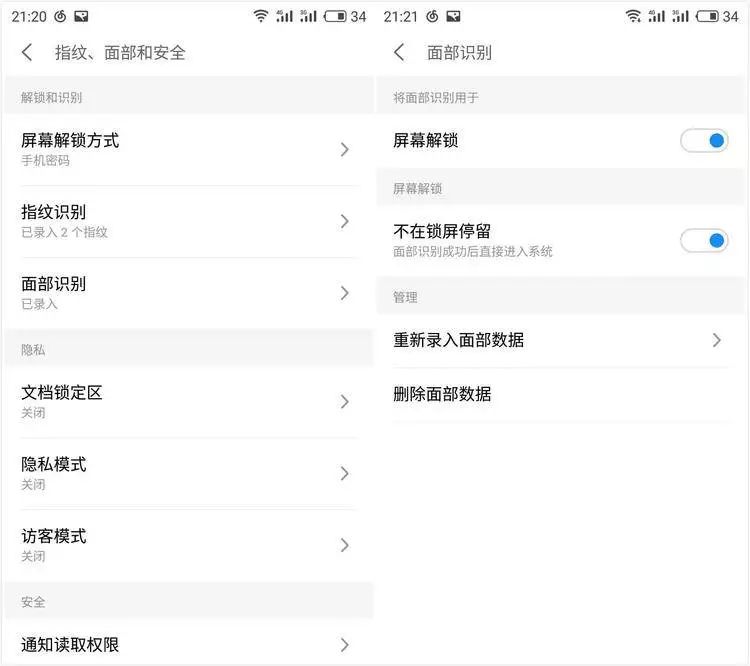 21:20
34
指纹、面部和安全
解锁和识别
屏幕解锁方式
手机密码
指纹识别
已录入 2 个指纹
面部识别
已录入
隐私
文档锁定区
关闭
隐私模式
关闭
访客模式
关闭
安全
通知读取权限
21:21
34
面部识别
将面部识别用于
屏幕解锁
屏幕解锁
不在锁屏停留
面部识别成功后直接进入系统
管理
重新录入面部数据
删除面部数据